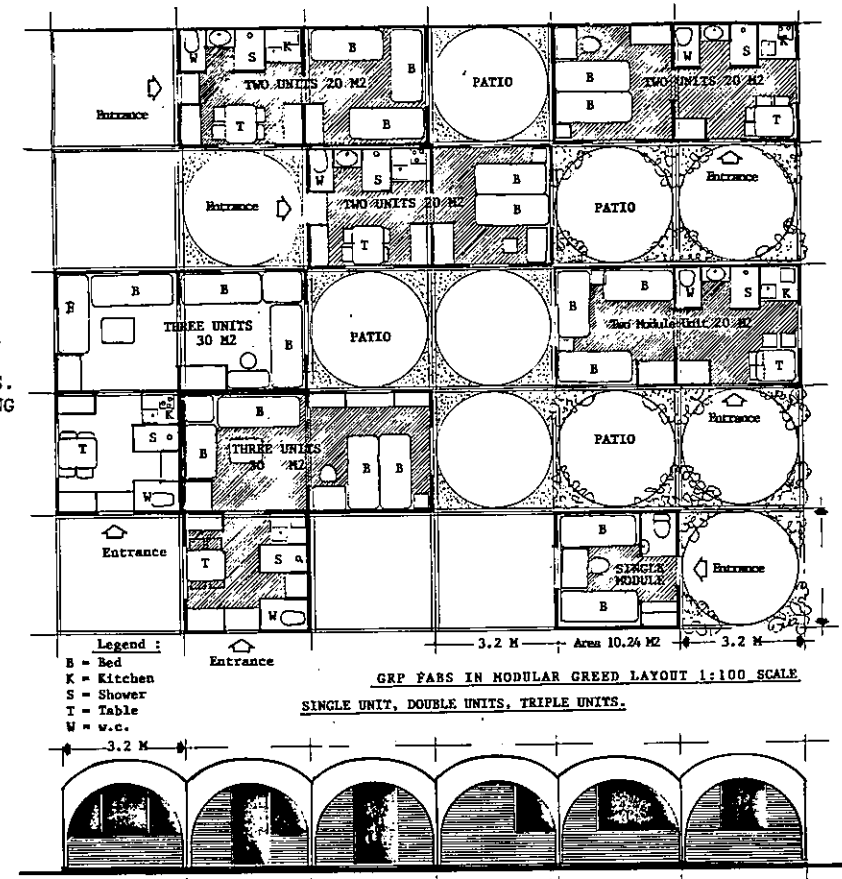 W S K B B
TWO UNITS 20 M2
Entrance
T B
PATIO
B B
W S K
TWO UNITS 20 M2
T
Entrance
W S
TWO UNITS 20 M2
T B B
PATIO
Entrance
B B B B
THREE UNITS
30 M2
PATIO
B B B
W S K
Two Module Unit 20 M2
T
S.
NG
K S T W
B B
THREE UNITS
30 M2
B B
PATIO
Entrance
Entrance
T S W
B
SINGLE
MODULE
B
Entrance
Entrance
3.2 M Area 10.24 M2 3.2 M
Legend :
B = Bed
K = Kitchen
S = Shower
T = Table
W = w.c.
GRP FABS IN MODULAR GREED LAYOUT 1:100 SCALE
SINGLE UNIT, DOUBLE UNITS, TRIPLE UNITS.
3.2 M